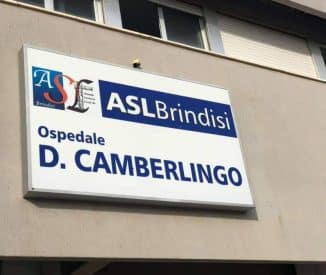 ASL
ASLBrindisi
Ospedale
D. CAMBERLINGO